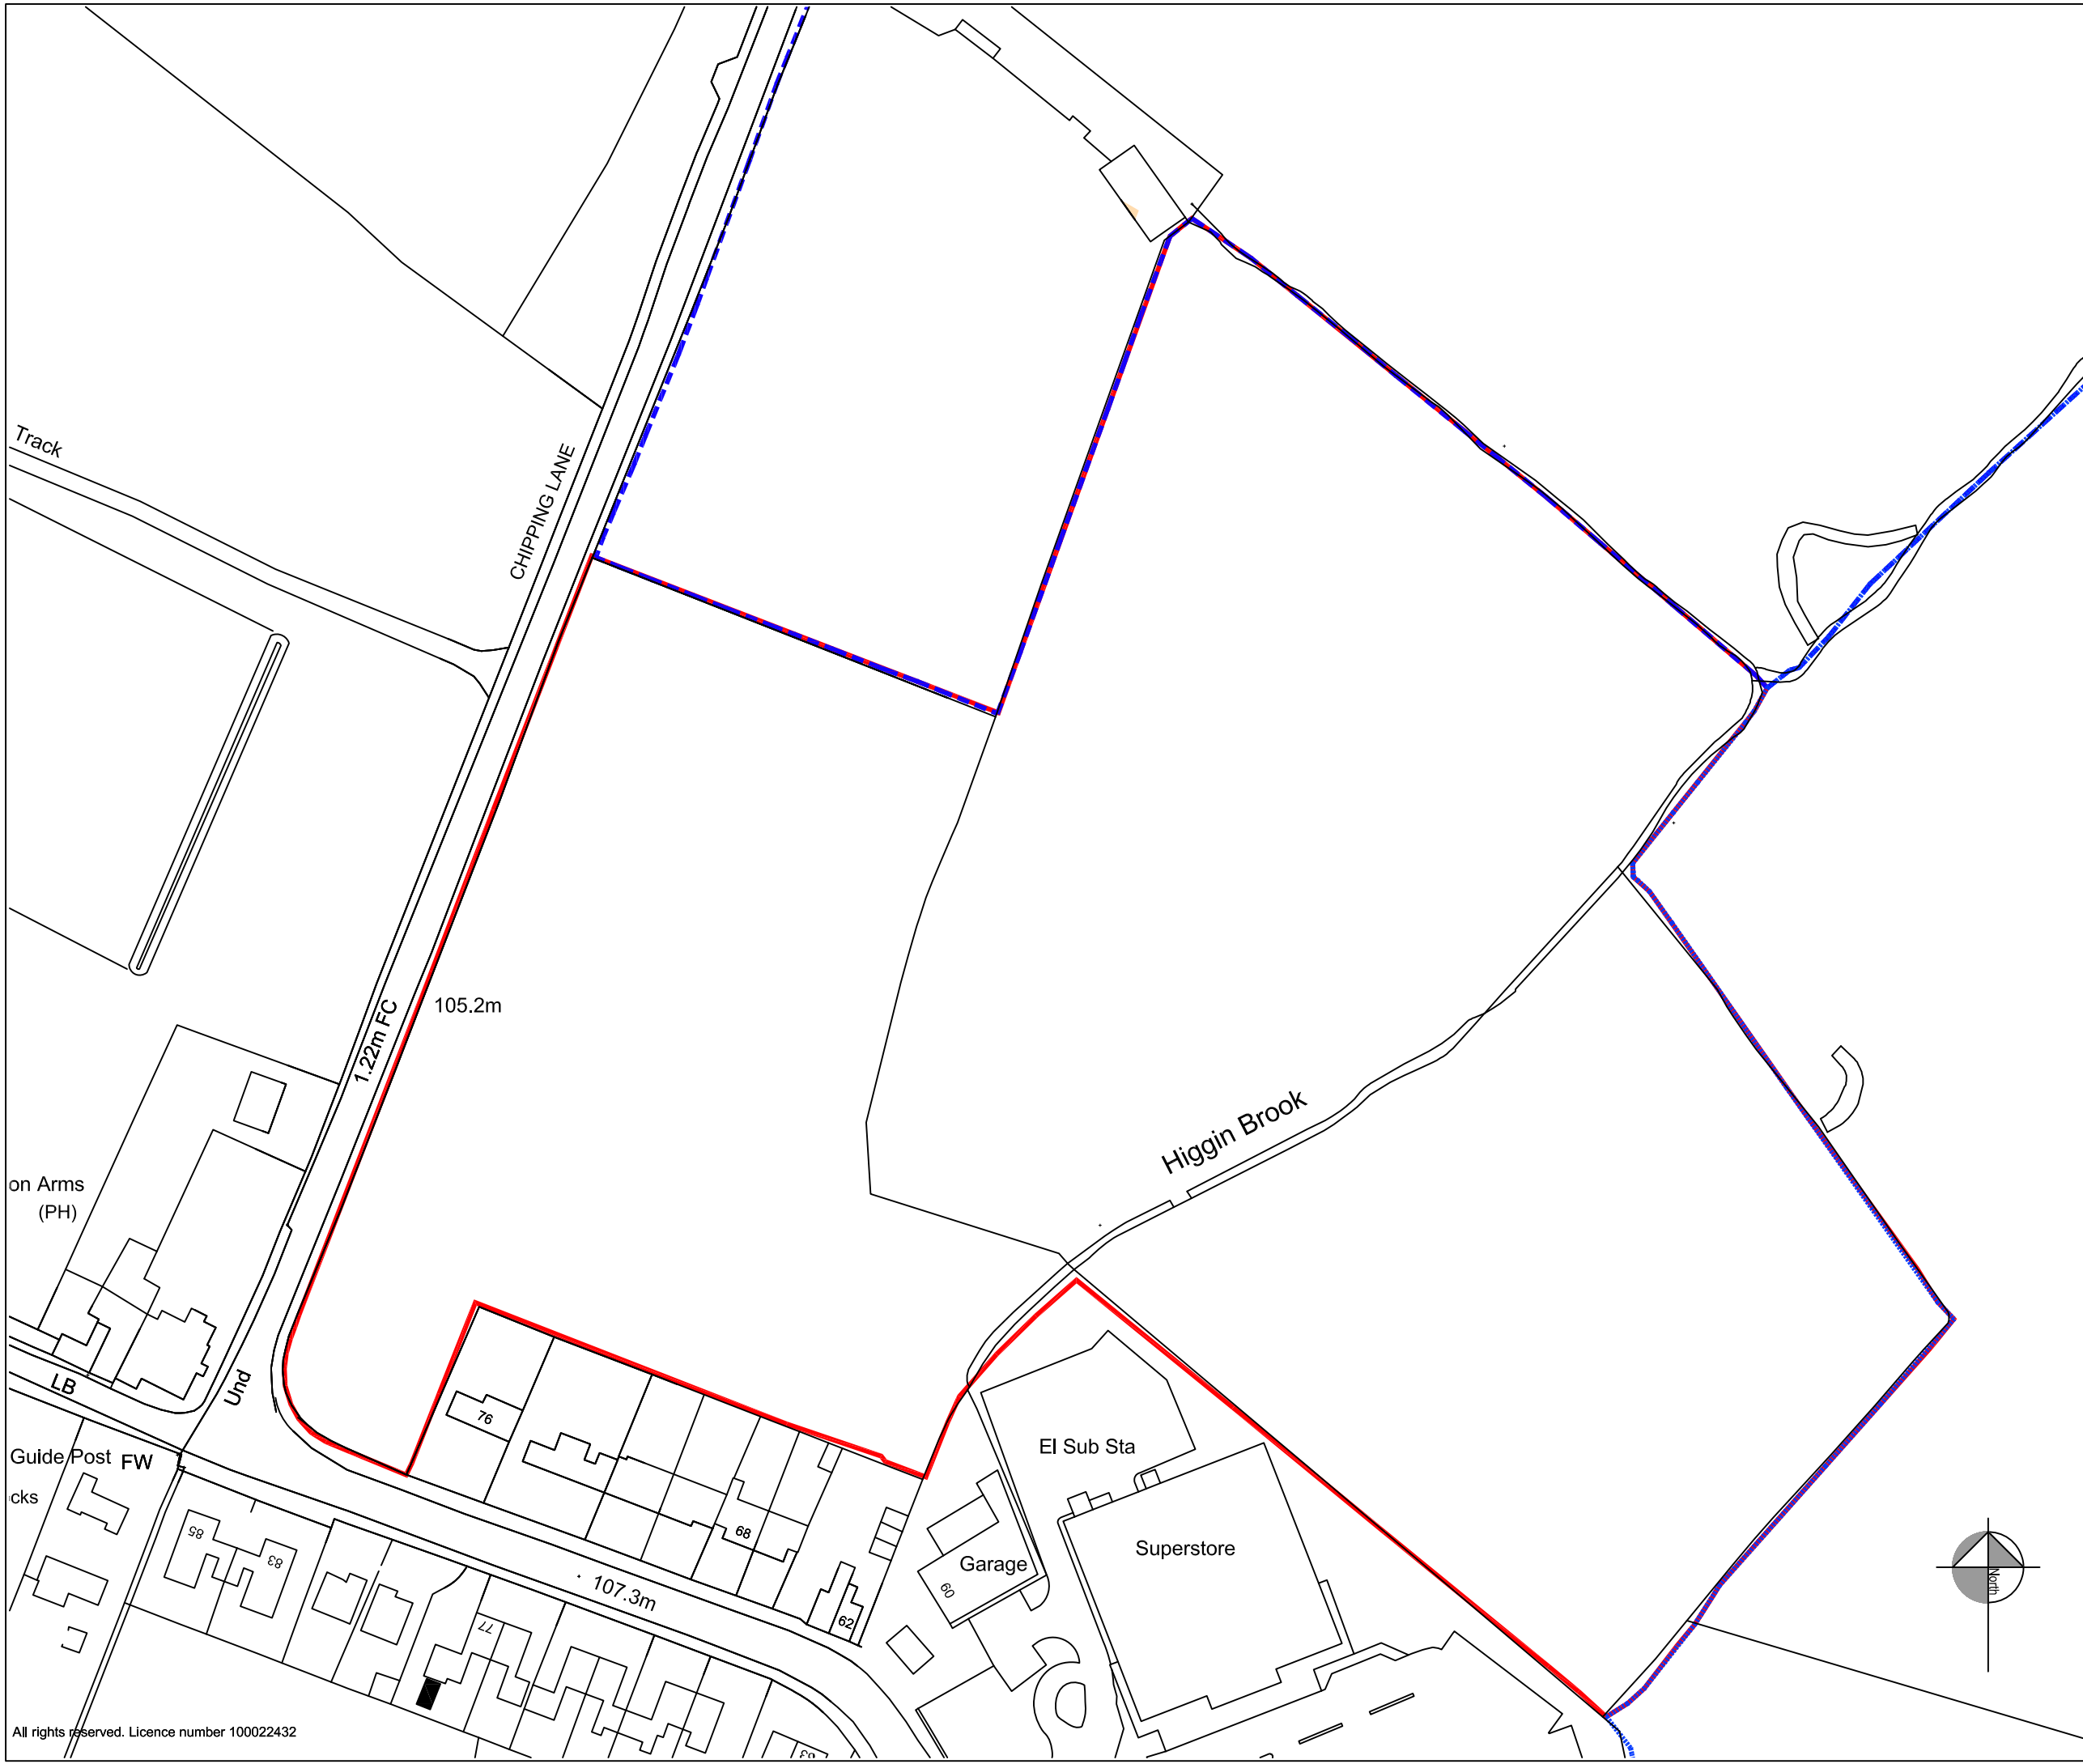 Track
CHIPPING LANE
1.22m FC
105.2m
Higgin Brook
on Arms
(PH)
LB
Und
Guide Post FW
cks
76
68
62
El Sub Sta
Superstore
Garage
60
85
83
77
63
107.3m
North
All rights reserved. Licence number 100022432